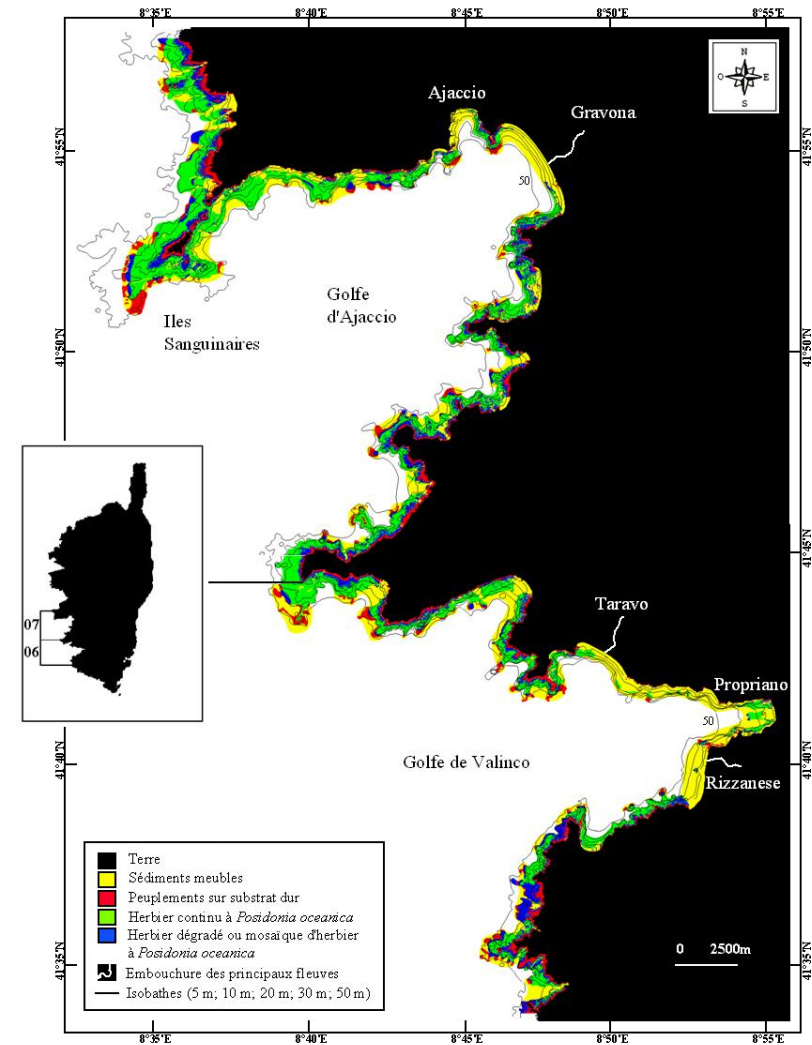 8°35'E 8°40'E 8°45'E 8°50'E 8°55'E
N
O E
S
Ajaccio
Gravona
41°55'N 41°55'N
50
Golfe
d'Ajaccio
Iles
Sanguinaires
41°50'N 41°50'N
41°45'N 41°45'N
07
06
Taravo
Propriano
50
Golfe de Valinco
Rizzanese
41°40'N 41°40'N
Terre
Sédiments meubles
Peuplements sur substrat dur
Herbier continu à Posidonia oceanica
Herbier dégradé ou mosaïque d'herbier
à Posidonia oceanica
Embouchure des principaux fleuves
Isobathes (5 m; 10 m; 20 m; 30 m; 50 m)
0 2500m
41°35'N 41°35'N
8°35'E 8°40'E 8°45'E 8°50'E 8°55'E